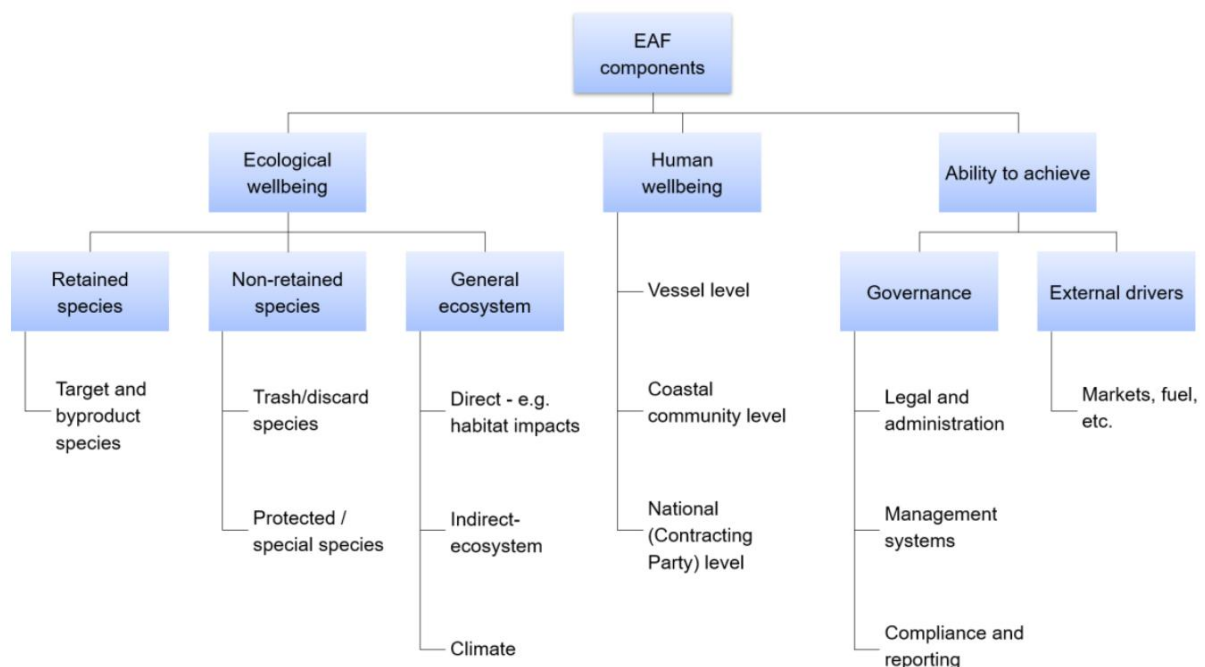 EAF
components
Ecological
wellbeing
Human
wellbeing
Ability to achieve
Retained
species
Non-retained
species
General
ecosystem
Governance
External drivers
Target and
byproduct
species
Trash/discard
species
Protected /
special species
Direct - e.g.
habitat impacts
Indirect-
ecosystem
Climate
Vessel level
Coastal
community level
National
(Contracting
Party) level
Legal and
administration
Management
systems
Compliance and
reporting
Markets, fuel,
etc.